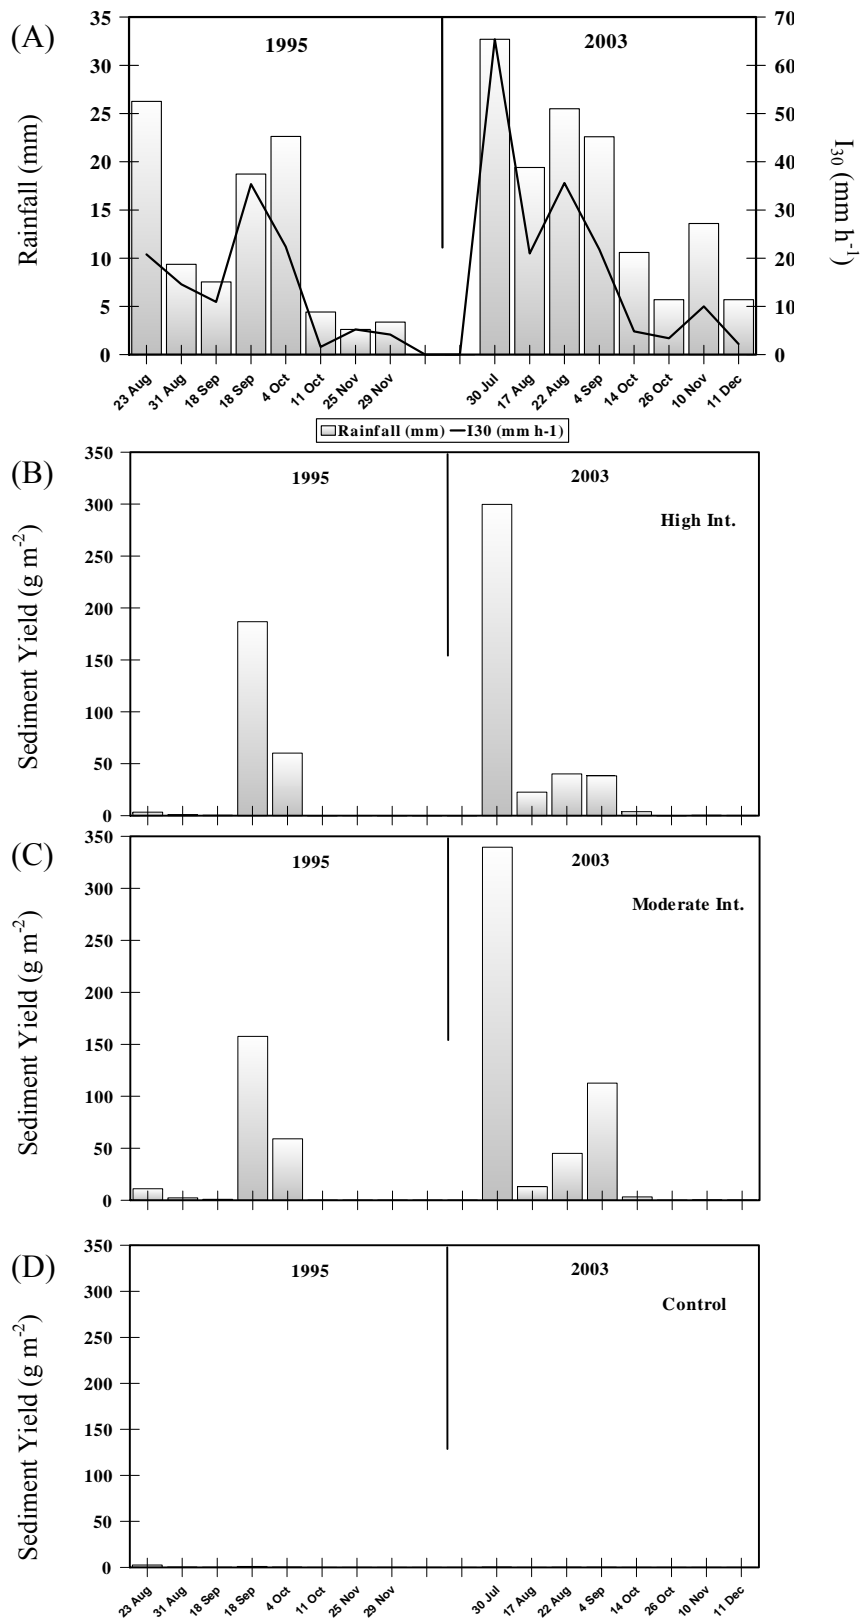 (A)
1995
2003
Rainfall (mm)
35
30
25
20
15
10
5
0
70
60
50
40
30
20
10
0
I30 (mm h-1)
23 Aug
31 Aug
18 Sep
18 Sep
4 Oct
11 Oct
25 Nov
29 Nov
30 Jul
17 Aug
22 Aug
4 Sep
14 Oct
26 Oct
10 Nov
11 Dec
Rainfall (mm) I30 (mm h-1)
(B)
1995
2003
High Int.
Sediment Yield (g m-2)
350
300
250
200
150
100
50
0
(C)
1995
2003
Moderate Int.
Sediment Yield (g m-2)
350
300
250
200
150
100
50
0
(D)
1995
2003
Control
Sediment Yield (g m-2)
350
300
250
200
150
100
50
0
23 Aug
31 Aug
18 Sep
18 Sep
4 Oct
11 Oct
25 Nov
29 Nov
30 Jul
17 Aug
22 Aug
4 Sep
14 Oct
26 Oct
10 Nov
11 Dec